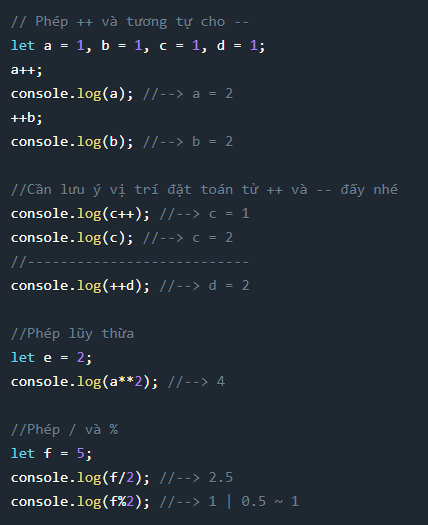 // Phép ++ và tương tự cho --
let a = 1, b = 1, c = 1, d = 1;
a++;
console.log(a); //--> a = 2
++b;
console.log(b); //--> b = 2
//Cần lưu ý vị trí đặt toán tử ++ và -- đấy nhé
console.log(c++); //--> c = 1
console.log(c); //--> c = 2
//---------------------------
console.log(++d); //--> d = 2
//Phép lũy thừa
let e = 2;
console.log(a**2); //--> 4
//Phép / và %
let f = 5;
console.log(f/2); //--> 2.5
console.log(f%2); //--> 1 | 0.5 ~ 1